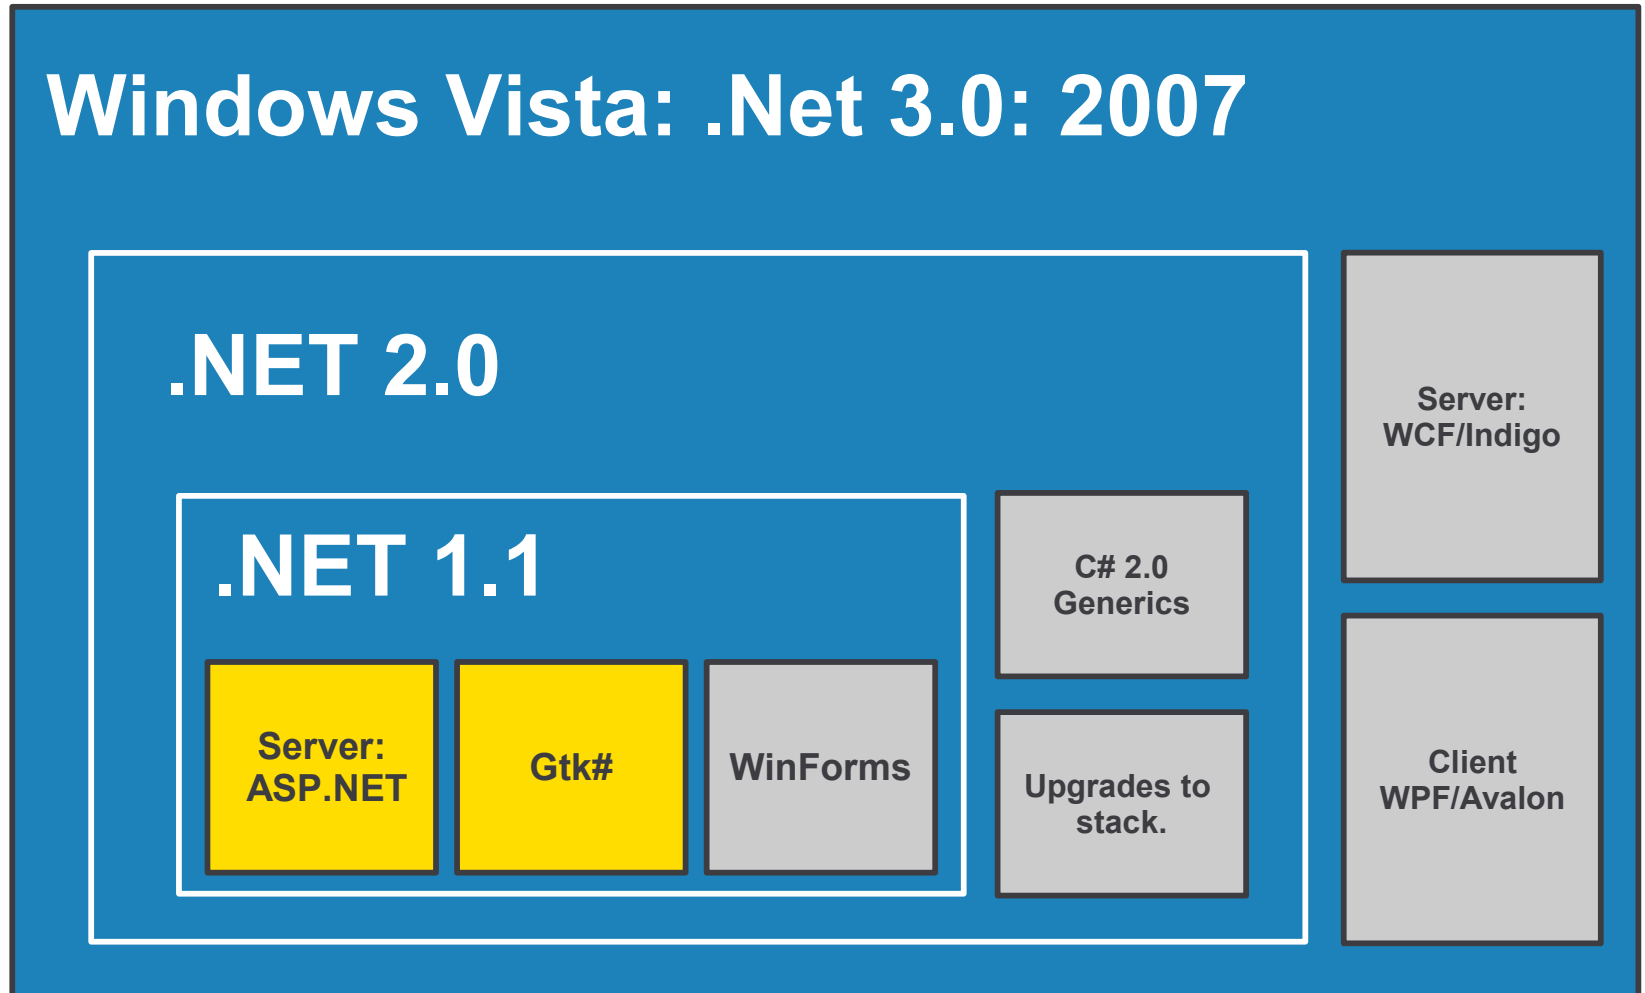 Windows Vista: .Net 3.0: 2007
.NET 2.0
.NET 1.1
Server:
ASP.NET
Gtk#
WinForms
C# 2.0
Generics
Upgrades to
stack.
Server:
WCF/Indigo
Client
WPF/Avalon